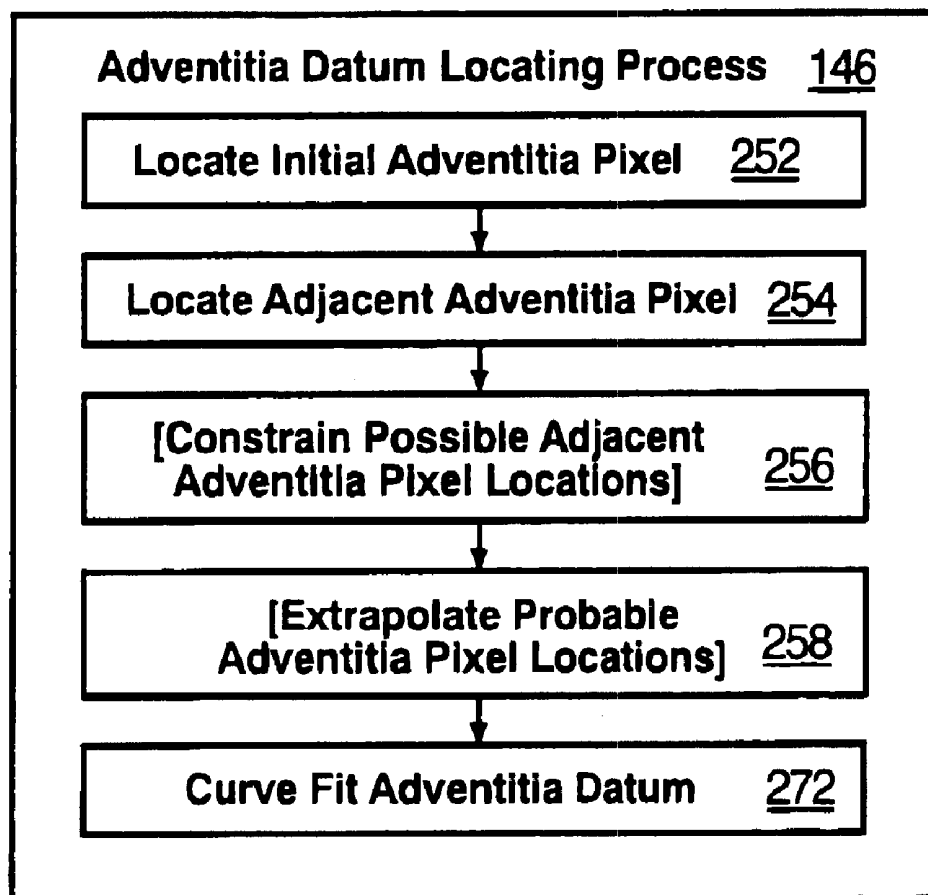 Adventitia Datum Locating Process 146
Locate Initial Adventitia Pixel 252
Locate Adjacent Adventitia Pixel 254
[Constrain Possible Adjacent
Adventitia Pixel Locations] 256
[Extrapolate Probable
Adventitia Pixel Locations] 258
Curve Fit Adventitia Datum 272